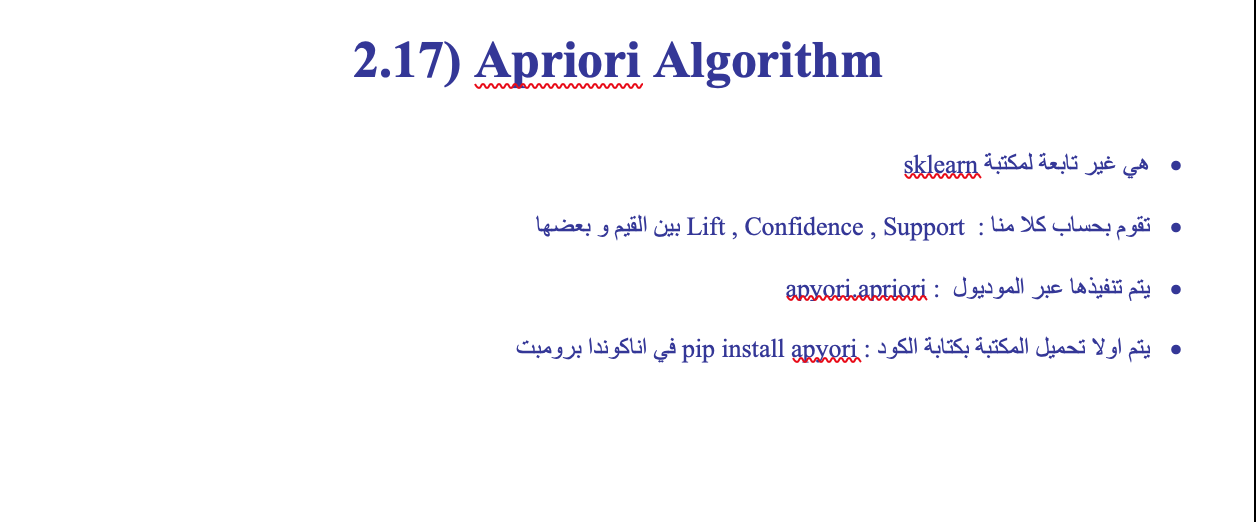 2.17) Apriori Algorithm
• هي غير تابعة لمكتبة sklearn
• تقوم بحساب كلا منا : Lift , Confidence , Support بين القيم و بعضها
• يتم تنفيذها عبر الموديول : apyori.apriori
• يتم اولا تحميل المكتبة بكتابة الكود : pip install apyori في اناكوندا برومبت